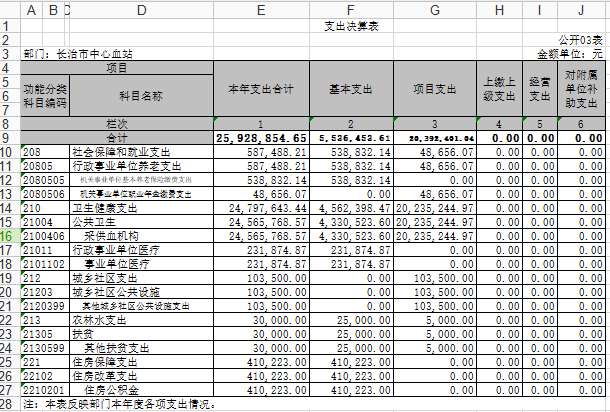 A B C D E F G H I J
1 支出决算表
2 公开03表
3 部门：长治市中心血站 金额单位：元
4 项目 本年支出合计 基本支出 项目支出 上缴上级支出 经营支出 对附属单位补助支出
5 功能分类科目编码 科目名称
6
7
8 栏次 1 2 3 4 5 6
9 合计 25,928,854.65 5,536,453.61 20,392,401.04 0.00 0.00 0.00
10 208 社会保障和就业支出 587,488.21 538,832.14 48,656.07 0.00 0.00 0.00
11 20805 行政事业单位养老支出 587,488.21 538,832.14 48,656.07 0.00 0.00 0.00
12 2080505 机关事业单位基本养老保险缴费支出 538,832.14 538,832.14 0.00 0.00 0.00 0.00
13 2080506 机关事业单位职业年金缴费支出 48,656.07 0.00 48,656.07 0.00 0.00 0.00
14 210 卫生健康支出 24,797,643.44 4,562,398.47 20,235,244.97 0.00 0.00 0.00
15 21004 公共卫生 24,565,768.57 4,330,523.60 20,235,244.97 0.00 0.00 0.00
16 2100406 采供血机构 24,565,768.57 4,330,523.60 20,235,244.97 0.00 0.00 0.00
17 21011 行政事业单位医疗 231,874.87 231,874.87 0.00 0.00 0.00 0.00
18 2101102 事业单位医疗 231,874.87 231,874.87 0.00 0.00 0.00 0.00
19 212 城乡社区支出 103,500.00 0.00 103,500.00 0.00 0.00 0.00
20 21203 城乡社区公共设施 103,500.00 0.00 103,500.00 0.00 0.00 0.00
21 2120399 其他城乡社区公共设施支出 103,500.00 0.00 103,500.00 0.00 0.00 0.00
22 213 农林水支出 30,000.00 25,000.00 5,000.00 0.00 0.00 0.00
23 21305 扶贫 30,000.00 25,000.00 5,000.00 0.00 0.00 0.00
24 2130599 其他扶贫支出 30,000.00 25,000.00 5,000.00 0.00 0.00 0.00
25 221 住房保障支出 410,223.00 410,223.00 0.00 0.00 0.00 0.00
26 22102 住房改革支出 410,223.00 410,223.00 0.00 0.00 0.00 0.00
27 2210201 住房公积金 410,223.00 410,223.00 0.00 0.00 0.00 0.00
28 注：本表反映部门本年度各项支出情况。